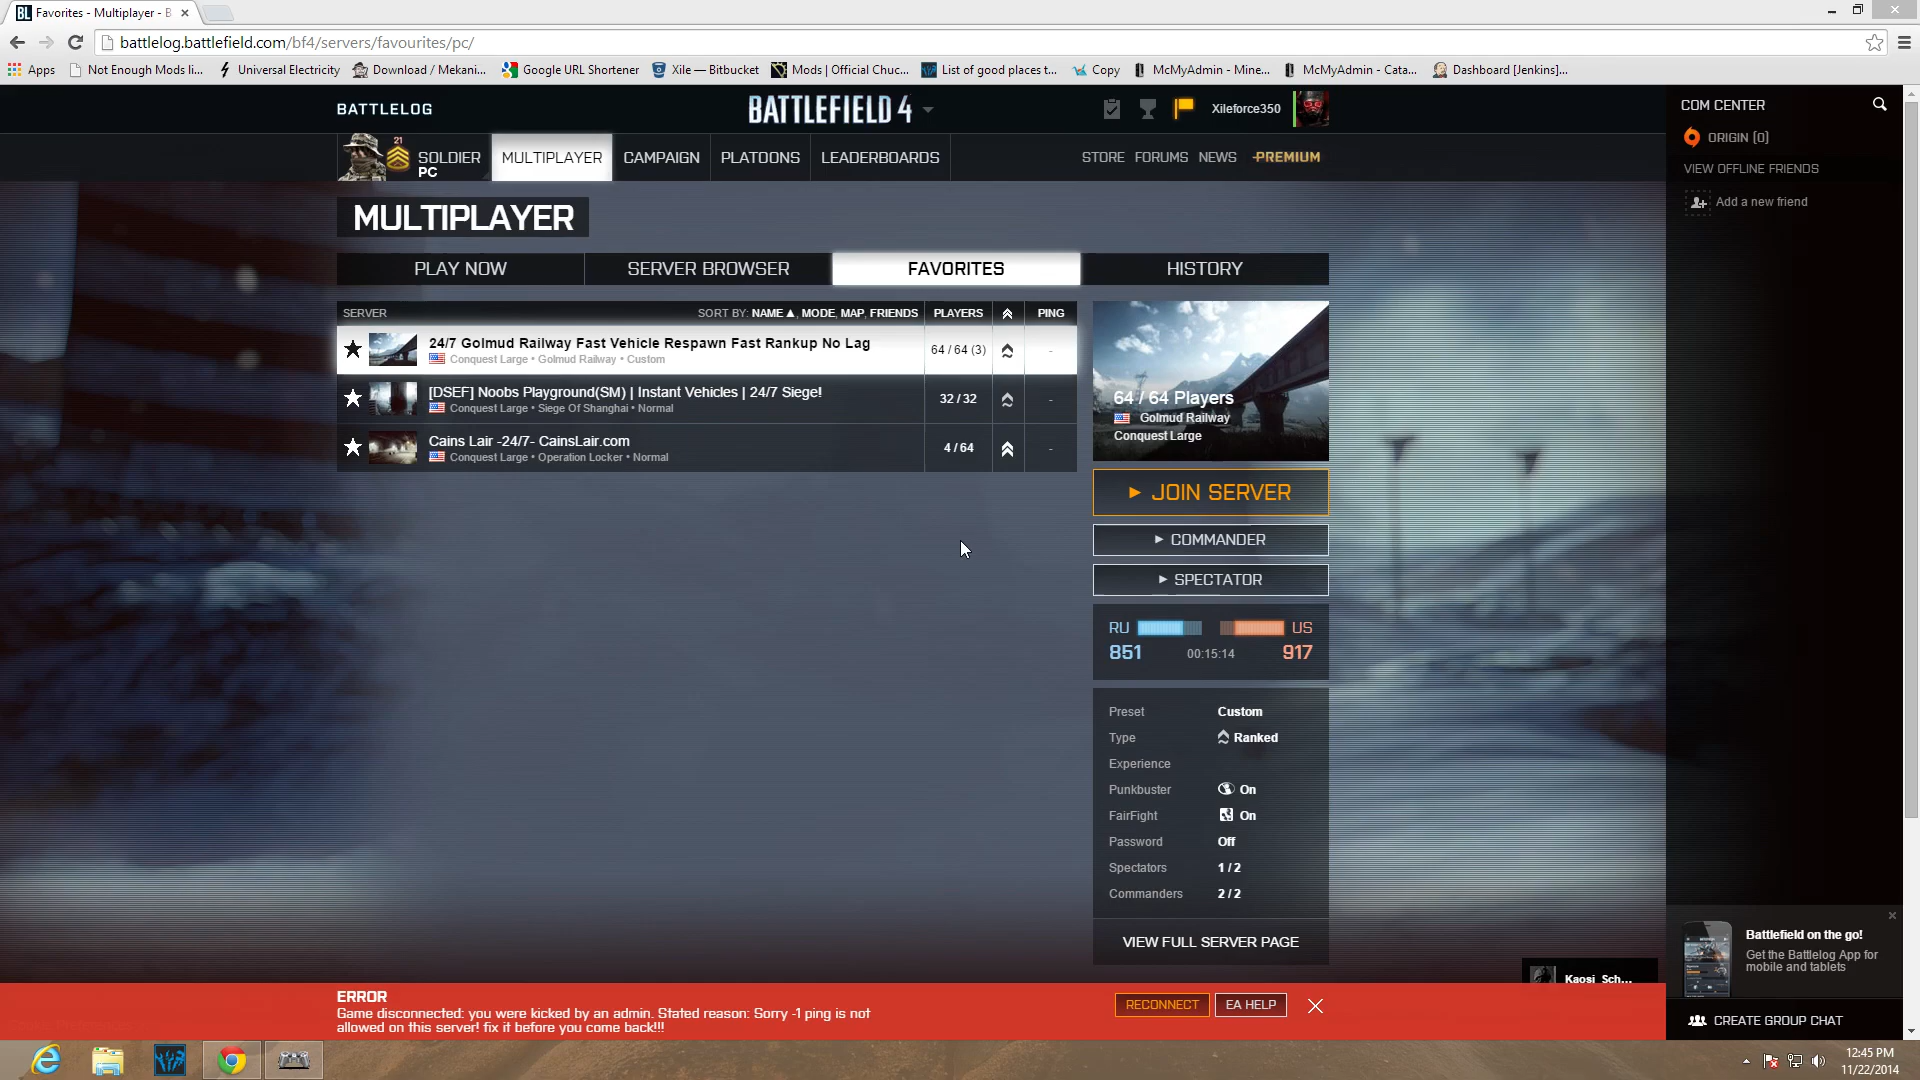 Favorites - Multiplayer - B
battlelog.battlefield.com/bf4/servers/favourites/pc/
Apps
Not Enough Mods li...
Universal Electricity
Download / Mekani...
Google URL Shortener
Xile — Bitbucket
Mods | Official Chuc...
List of good places t...
Copy
McMyAdmin - Mine...
McMyAdmin - Cata...
Dashboard [Jenkins]...
BATTLELOG
BATTLEFIELD 4
Xileforce350
COM CENTER
21
SOLDIER
PC
MULTIPLAYER
CAMPAIGN
PLATOONS
LEADERBOARDS
STORE
FORUMS
NEWS
PREMIUM
ORIGIN [0]
VIEW OFFLINE FRIENDS
Add a new friend
MULTIPLAYER
PLAY NOW
SERVER BROWSER
FAVORITES
HISTORY
SERVER
SORT BY: NAME ▲, MODE, MAP, FRIENDS
PLAYERS
PING
24/7 Golmud Railway Fast Vehicle Respawn Fast Rankup No Lag
Conquest Large • Golmud Railway • Custom
64 / 64 (3)
-
[DSEF] Noobs Playground(SM) | Instant Vehicles | 24/7 Siege!
Conquest Large • Siege Of Shanghai • Normal
32 / 32
-
Cains Lair -24/7- CainsLair.com
Conquest Large • Operation Locker • Normal
4 / 64
-
64 / 64 Players
Golmud Railway
Conquest Large
JOIN SERVER
COMMANDER
SPECTATOR
RU
US
851
00:15:14
917
Preset Custom
Type Ranked
Experience
Punkbuster On
FairFight On
Password Off
Spectators 1 / 2
Commanders 2 / 2
VIEW FULL SERVER PAGE
Battlefield on the go!
Get the Battlelog App for
mobile and tablets
Kaosi_Sch...
ERROR
Game disconnected: you were kicked by an admin. Stated reason: Sorry -1 ping is not
allowed on this server! fix it before you come back!!!
RECONNECT
EA HELP
CREATE GROUP CHAT
12:45 PM
11/22/2014